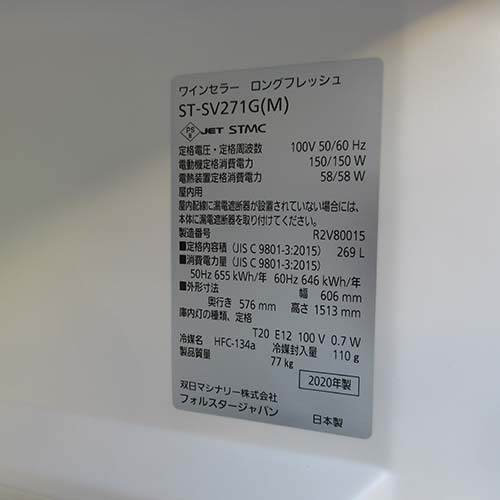 ワインセラー ロングフレッシュ
ST-SV271G(M)
PS E JET STMC
定格電圧・定格周波数 100V 50/60 Hz
電動機定格消費電力 150/150 W
電熱装置定格消費電力 58/58 W
屋内用
屋内配線に漏電遮断器が設置されていない場合には、
本体に漏電遮断器を取り付けてください。
製造番号 R2V80015
■定格内容積（JIS C 9801-3:2015） 269 L
■消費電力量（JIS C 9801-3:2015）
50Hz 655 kWh/年 60Hz 646 kWh/年
■外形寸法 幅 606 mm
奥行き 576 mm 高さ 1513 mm
庫内灯の種類、定格
T20 E12 100 V 0.7 W
冷媒名 HFC-134a 冷媒封入量 110 g
製品質量 77 kg
2020年製
双日マシナリー株式会社
フォルスタージャパン 日本製